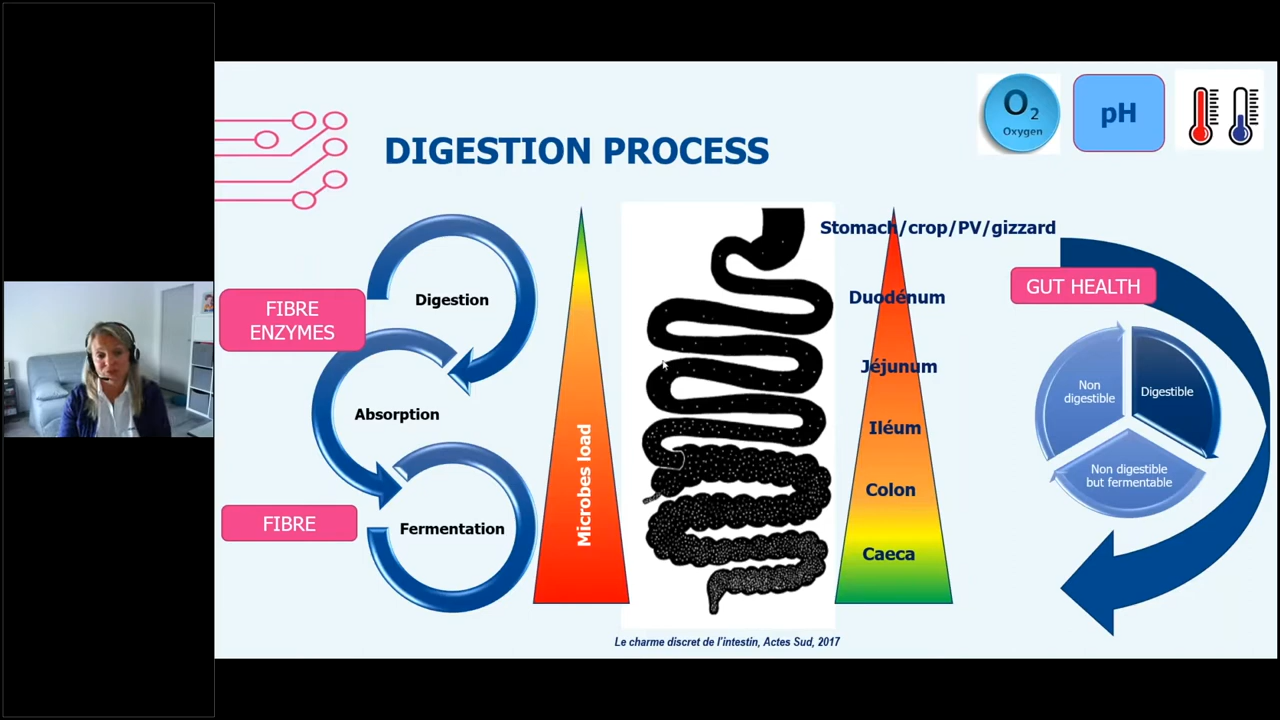 O2
Oxygen
pH
DIGESTION PROCESS
Stomach/crop/PV/gizzard
GUT HEALTH
FIBRE
ENZYMES
Digestion
Duodénum
Jéjunum
Non
digestible
Digestible
Absorption
Iléum
Microbes load
Non digestible
but fermentable
Colon
FIBRE
Fermentation
Caeca
Le charme discret de l'intestin, Actes Sud, 2017